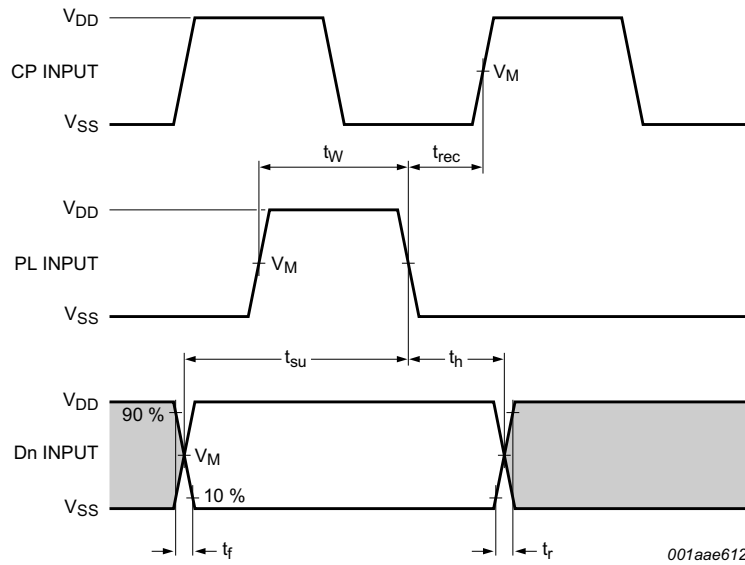 VDD
CP INPUT
VM
VSS
tW
trec
VDD
PL INPUT
VM
VSS
tsu
th
VDD
90 %
Dn INPUT
VM
10 %
VSS
tf
tr
001aae612